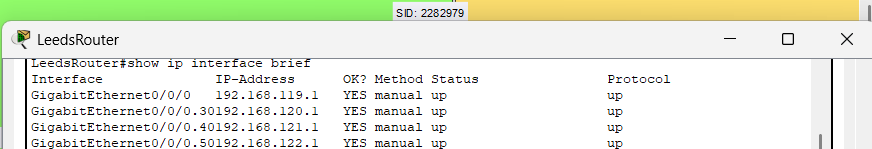 SID: 2282979
LeedsRouter
LeedsRouter#show ip interface brief
Interface IP-Address OK? Method Status Protocol
GigabitEthernet0/0/0 192.168.119.1 YES manual up up
GigabitEthernet0/0/0.30192.168.120.1 YES manual up up
GigabitEthernet0/0/0.40192.168.121.1 YES manual up up
GigabitEthernet0/0/0.50192.168.122.1 YES manual up up